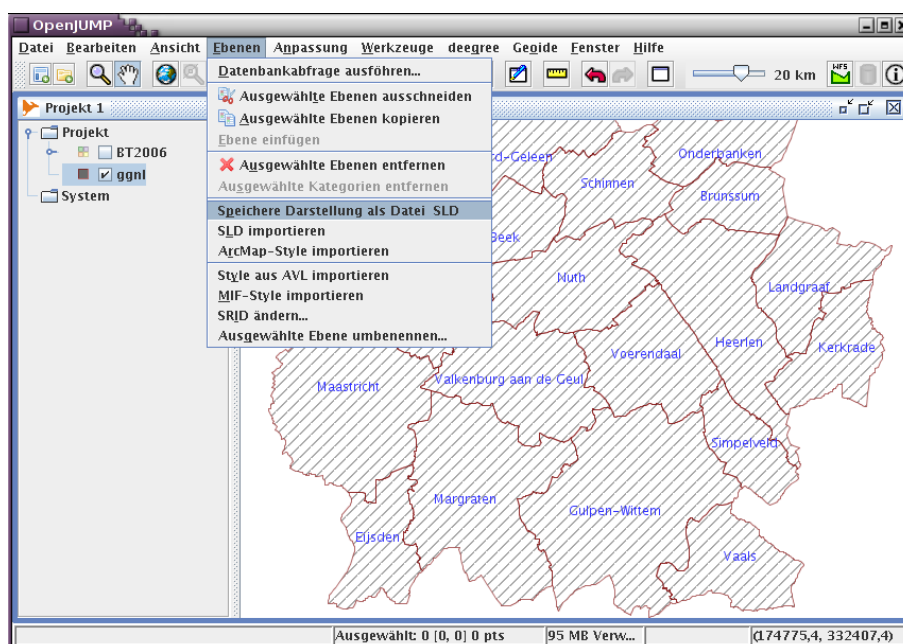 OpenJUMP
Datei Bearbeiten Ansicht Ebenen Anpassung Werkzeuge deegree Geoide Fenster Hilfe
20 km
WFS
Projekt 1
Projekt
BT2006
ggnl
System
Datenbankabfrage ausföhren...
Ausgewählte Ebenen ausschneiden
Ausgewählte Ebenen kopieren
Ebene einfügen
Ausgewählte Ebenen entfernen
Ausgewählte Kategorien entfernen
Speichere Darstellung als Datei SLD
SLD importieren
ArcMap-Style importieren
Style aus AVL importieren
MIF-Style importieren
SRID ändern...
Ausgewählte Ebene umbenennen...
rd-Geleen
Onderbanken
Schinnen
Brunssum
Beek
Nuth
Landgraaf
Heerlen
Kerkrade
Voerendaal
Maastricht
Valkenburg aan de Geul
Simpelveld
Margraten
Gulpen-Wittem
Eijsden
Vaals
Ausgewählt: 0 [0, 0] 0 pts
95 MB Verw...
(174775,4, 332407,4)